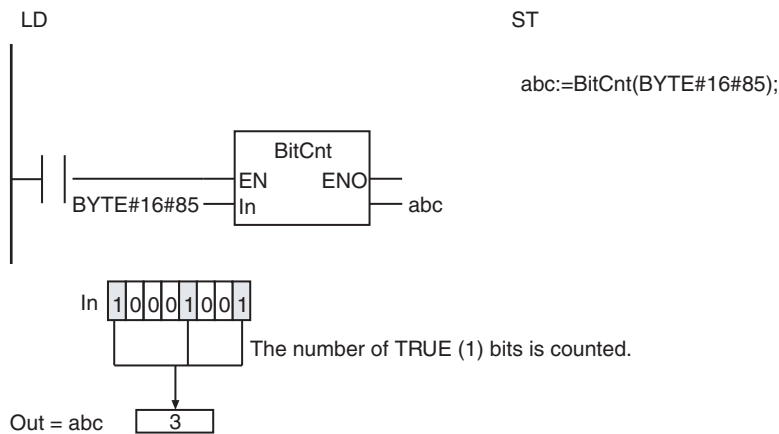 LD
ST
abc:=BitCnt(BYTE#16#85);
BitCnt
EN ENO
BYTE#16#85 In abc
In 1 0 0 0 1 0 0 1
The number of TRUE (1) bits is counted.
Out = abc 3